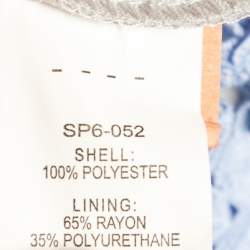 - - - -
SP6-052
SHELL:
100% POLYESTER
LINING:
65% RAYON
35% POLYURETHANE